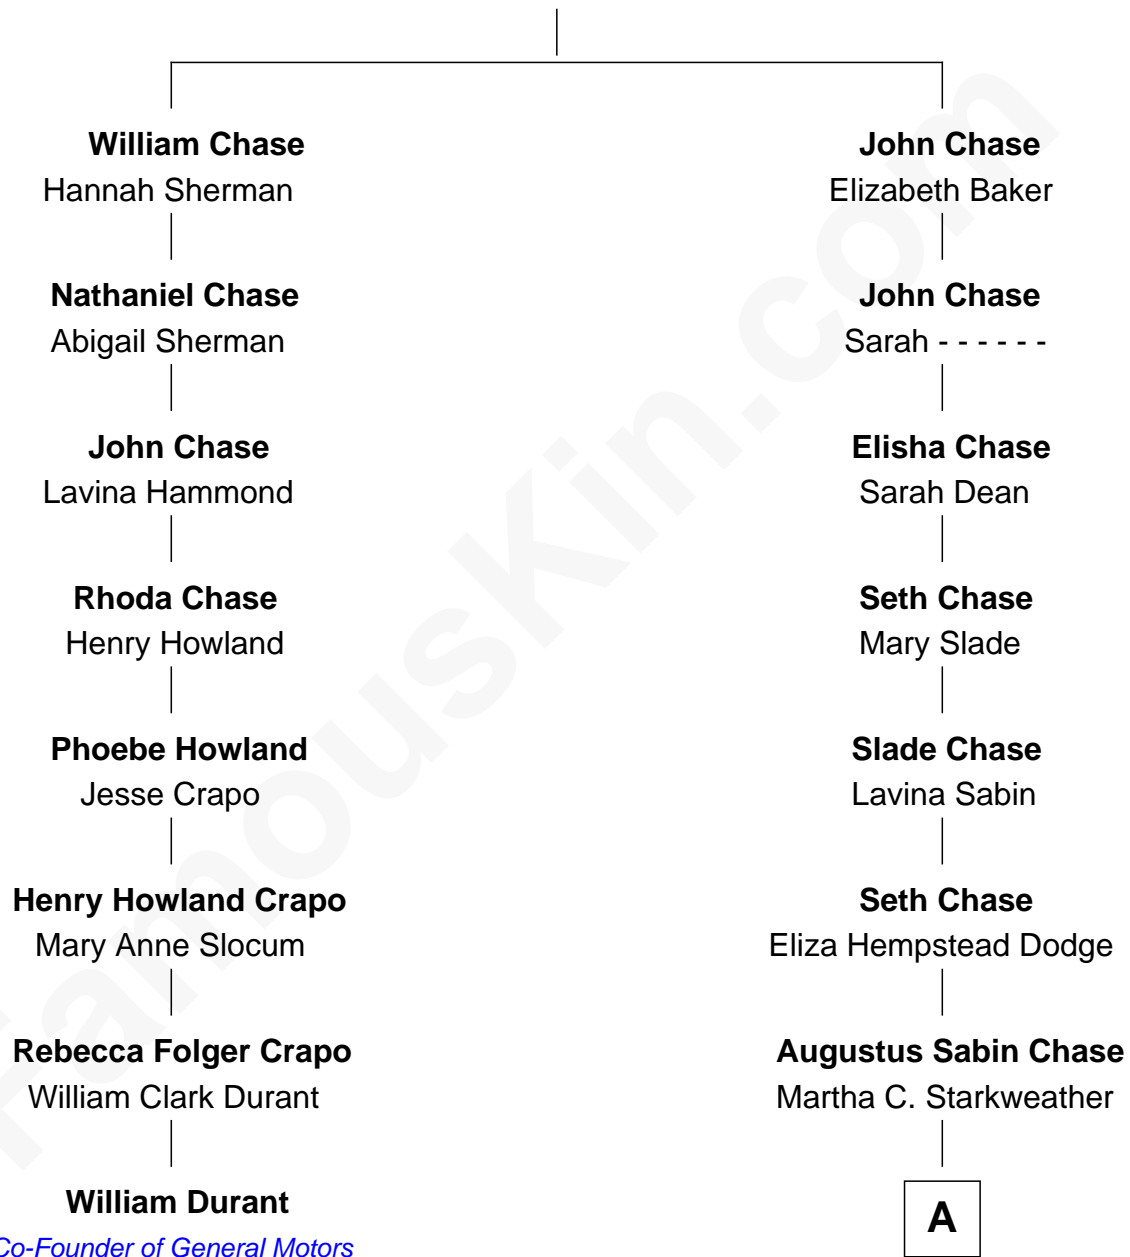 William Chase
Hannah Sherman
John Chase
Elizabeth Baker
Nathaniel Chase
Abigail Sherman
John Chase
Sarah - - - - - -
John Chase
Lavina Hammond
Elisha Chase
Sarah Dean
Rhoda Chase
Henry Howland
Seth Chase
Mary Slade
Phoebe Howland
Jesse Crapo
Slade Chase
Lavina Sabin
Henry Howland Crapo
Mary Anne Slocum
Seth Chase
Eliza Hempstead Dodge
Rebecca Folger Crapo
William Clark Durant
Augustus Sabin Chase
Martha C. Starkweather
William Durant
Co-Founder of General Motors
A
FamousKin.com